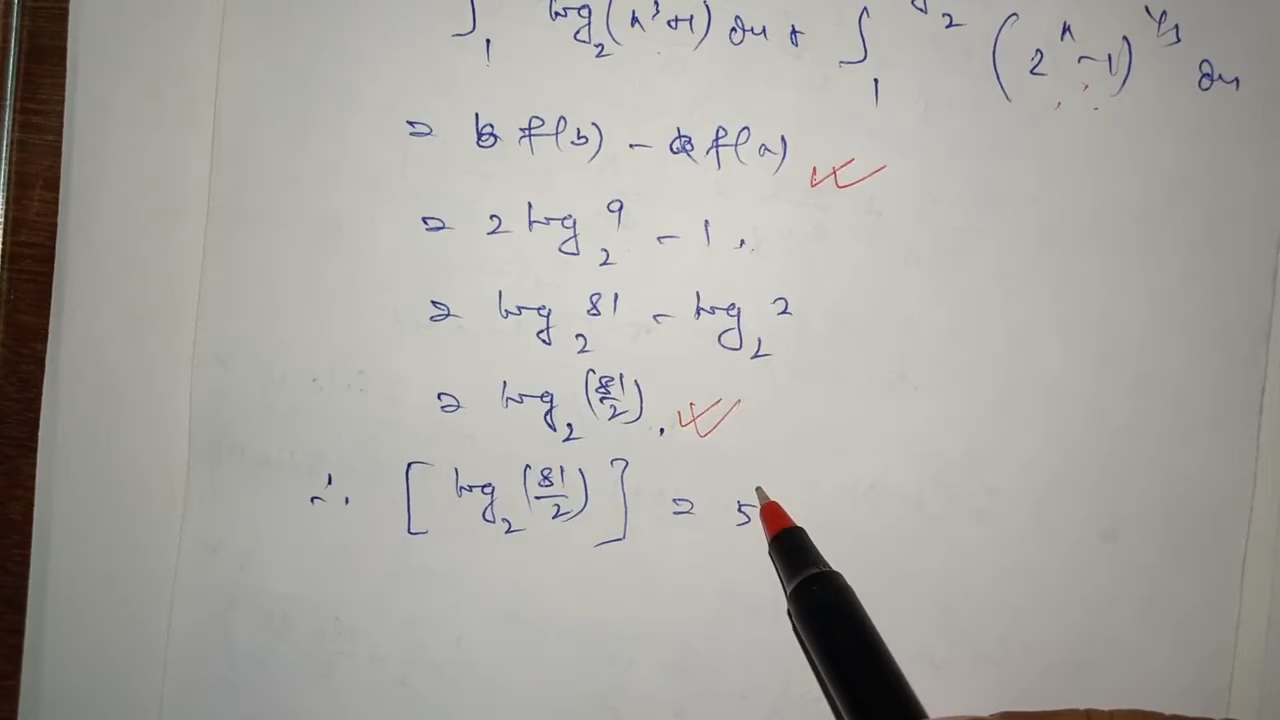 ∫₁ log₂(x³+1) dx + ∫₁ ² (2ˣ −1)^(1/3) dx
= b f(b) − a f(a)
= 2 log₂ 9 − 1.
= log₂ 81 − log₂ 2
= log₂ (81/2).
∴ [log₂ (81/2)] = 5